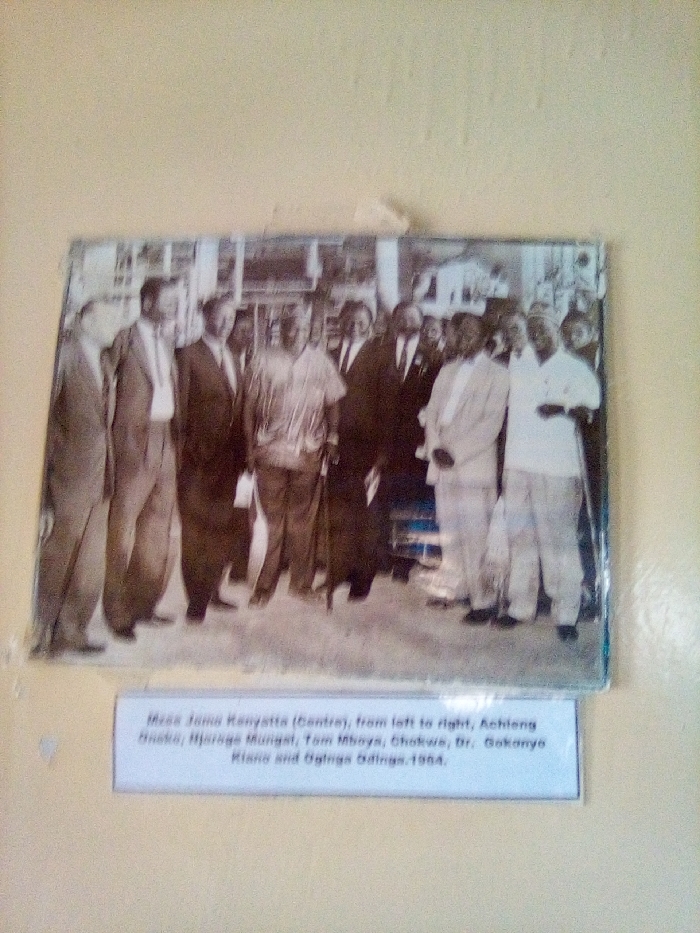 Mzee Jomo Kenyatta (Centre), from left to right, Achieng
Oneko, Njoroge Mungai, Tom Mboya, Chokwe, Dr. Gokonyo
Kiano and Oginga Odinga.1964.